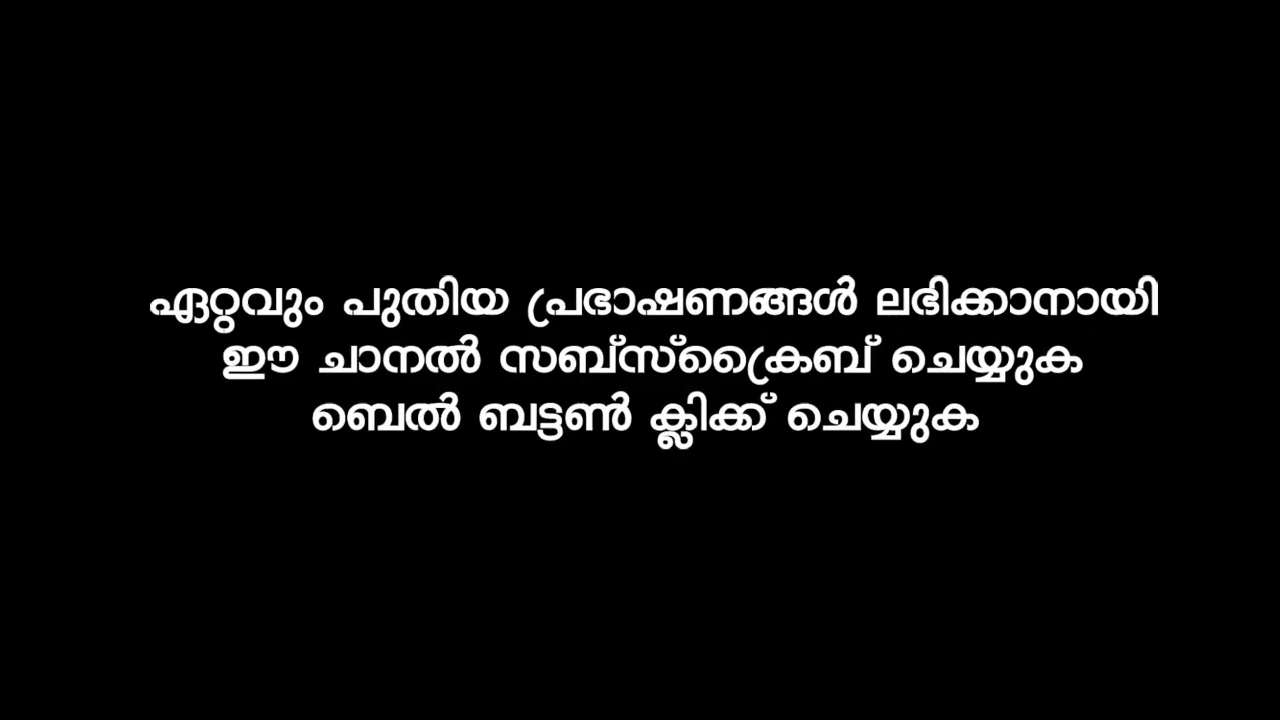 ഏറ്റവും പുതിയ പ്രഭാഷണങ്ങൾ ലഭിക്കാനായി
ഈ ചാനൽ സബ്സ്ക്രൈബ് ചെയ്യുക
ബെൽ ബട്ടൺ ക്ലിക്ക് ചെയ്യുക